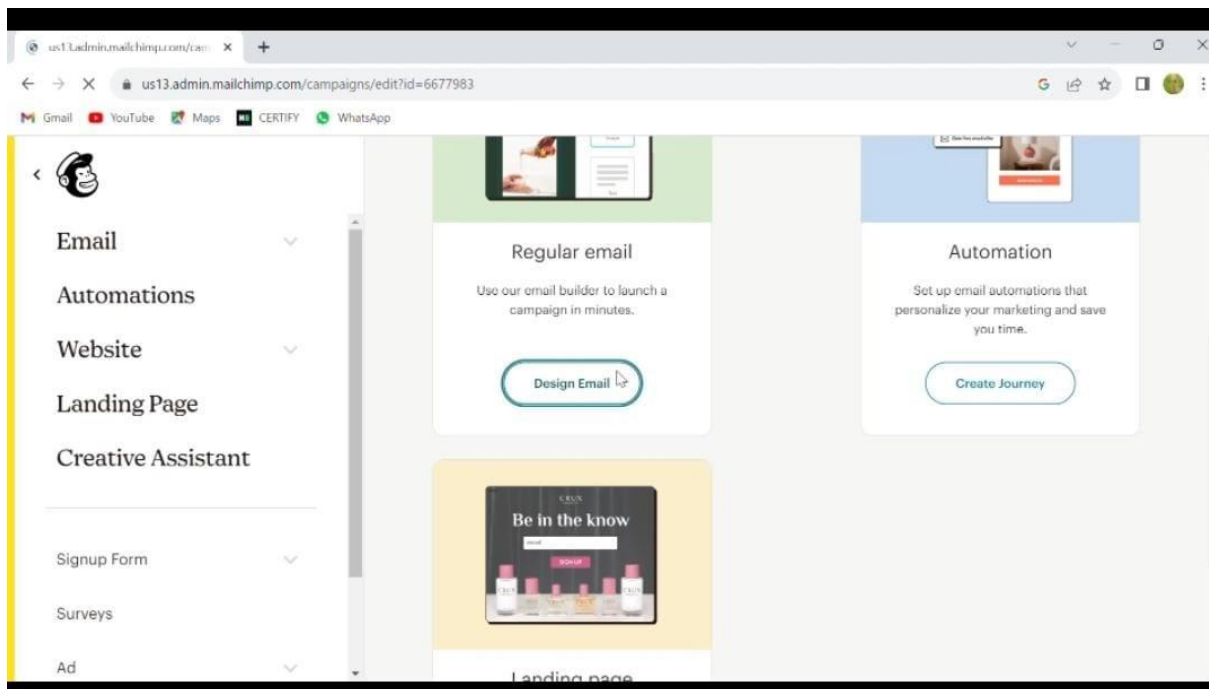 us13.admin.mailchimp.com/cam
us13.admin.mailchimp.com/campaigns/edit?id=6677983
Gmail YouTube Maps CERTIFY WhatsApp
Email
Automations
Website
Landing Page
Creative Assistant
Signup Form
Surveys
Ad
Regular email
Use our email builder to launch a
campaign in minutes.
Design Email
Automation
Set up email automations that
personalize your marketing and save
you time.
Create Journey
CRUX
Be in the know
email
SIGN UP
Landing page